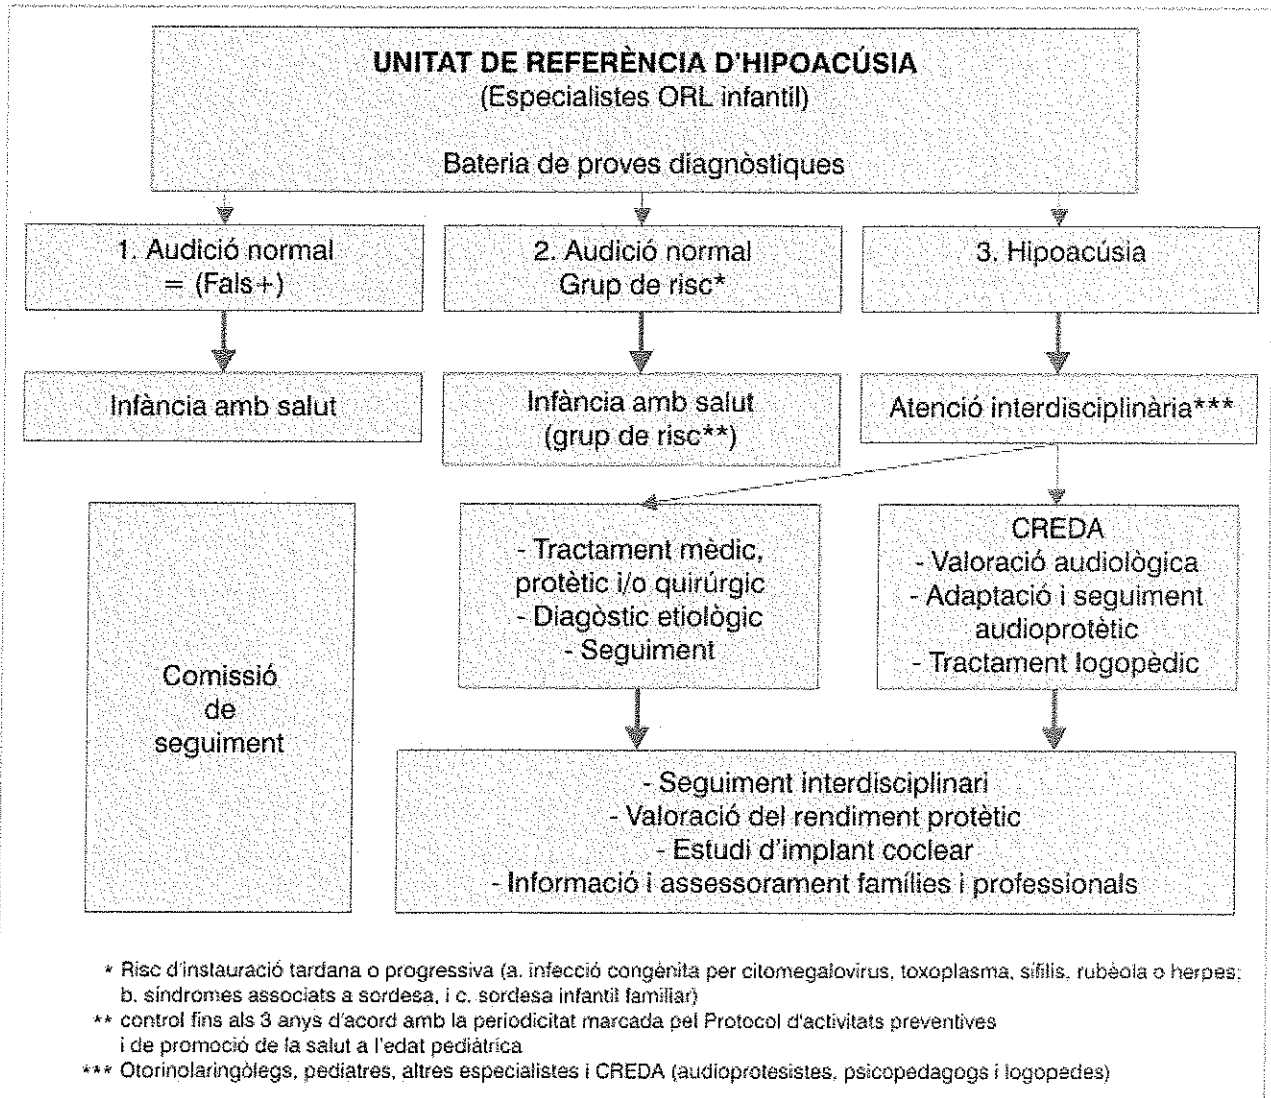 UNITAT DE REFERÈNCIA D'HIPOACÚSIA
(Especialistes ORL infantil)
Bateria de proves diagnòstiques
1. Audició normal
= (Fals+)
2. Audició normal
Grup de risc*
3. Hipoacúsia
Infància amb salut
Infància amb salut
(grup de risc**)
Atenció interdisciplinària***
Comissió
de
seguiment
- Tractament mèdic,
protètic i/o quirúrgic
- Diagòstic etiològic
- Seguiment
CREDA
- Valoració audiològica
- Adaptació i seguiment
audioprotètic
- Tractament logopèdic
- Seguiment interdisciplinari
- Valoració del rendiment protètic
- Estudi d'implant coclear
- Informació i assessorament famílies i professionals
* Risc d'instauració tardana o progressiva (a. infecció congènita per citomegalovirus, toxoplasma, sífilis, rubèola o herpes;
b. síndromes associats a sordesa, i c. sordesa infantil familiar)
** control fins als 3 anys d'acord amb la periodicitat marcada pel Protocol d'activitats preventives
i de promoció de la salut a l'edat pediàtrica
*** Otorinolaringòlegs, pediatres, altres especialistes i CREDA (audioprotesistes, psicopedagogs i logopedes)